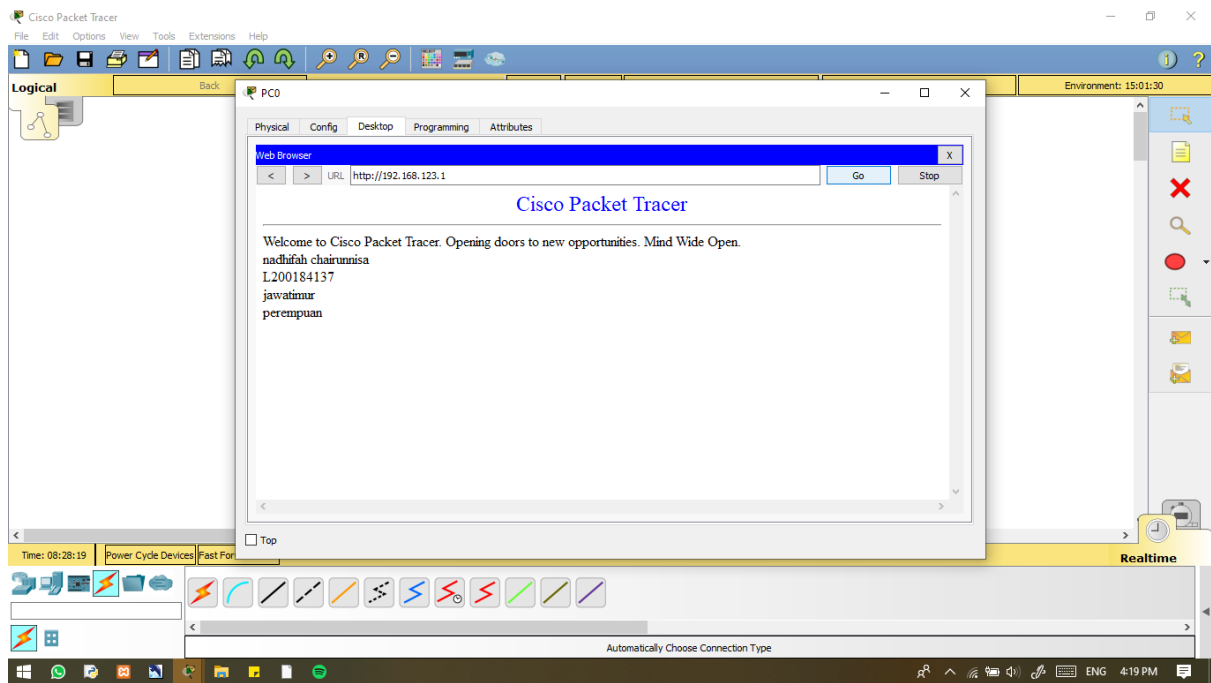 Cisco Packet Tracer
File Edit Options View Tools Extensions Help
Logical
Back
Environment: 15:01:30
PC0
Physical Config Desktop Programming Attributes
Web Browser
X
< > URL http://192.168.123.1 Go Stop
Cisco Packet Tracer
Welcome to Cisco Packet Tracer. Opening doors to new opportunities. Mind Wide Open.
nadhifah chairunnisa
L200184137
jawatimur
perempuan
Top
Time: 08:28:19 Power Cycle Devices Fast For
Realtime
Automatically Choose Connection Type
ENG 4:19 PM